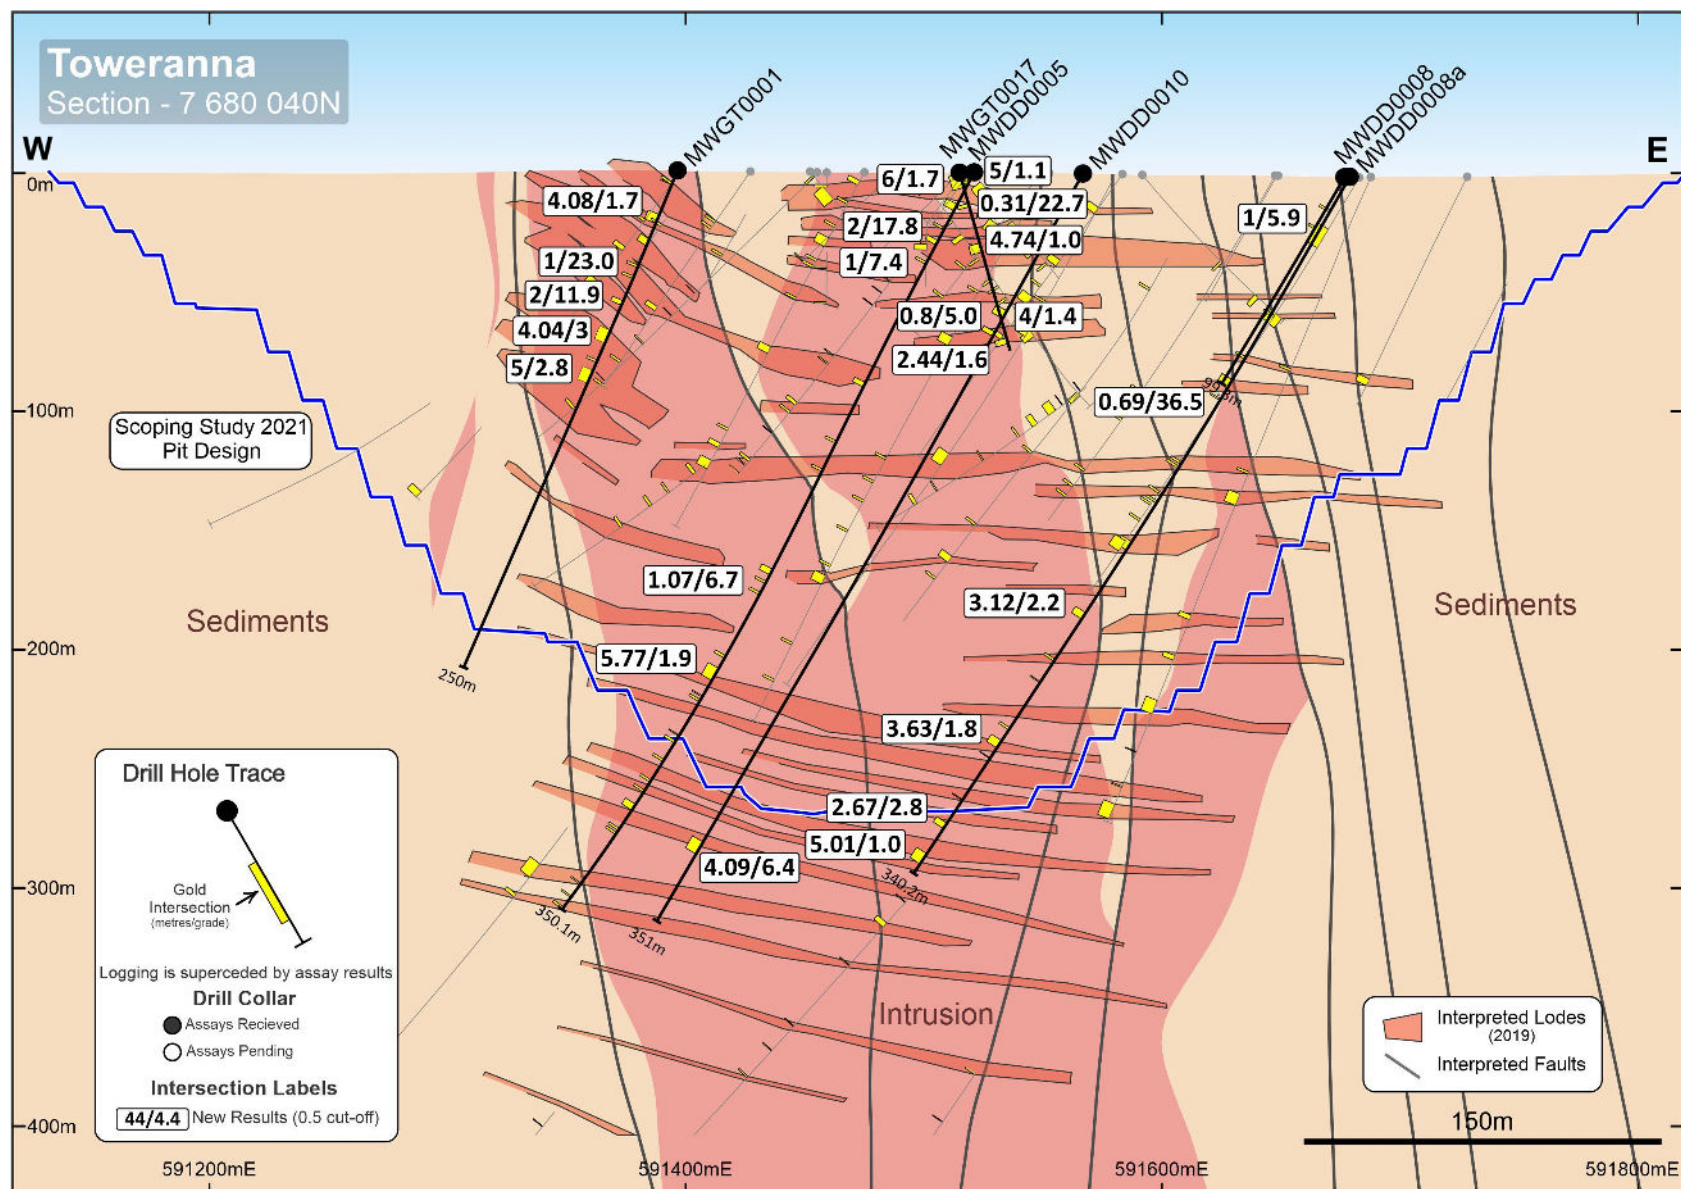 Toweranna
Section - 7 680 040N
W
E
MWGT0001
MWGT0017
MWDD0005
MWDD0010
MWDD0008
MWDD0008a
0m
4.08/1.7
6/1.7
5/1.1
0.31/22.7
1/5.9
2/17.8
4.74/1.0
1/23.0
1/7.4
2/11.9
4.04/3
0.8/5.0
4/1.4
5/2.8
2.44/1.6
99.3m
0.69/36.5
100m
Scoping Study 2021
Pit Design
1.07/6.7
3.12/2.2
Sediments
Sediments
200m
5.77/1.9
250m
3.63/1.8
2.67/2.8
5.01/1.0
4.09/6.4
340.2m
300m
350.1m
351m
Intrusion
400m
Drill Hole Trace
Gold
Intersection
(metres/grade)
Logging is superceded by assay results
Drill Collar
Assays Recieved
Assays Pending
Intersection Labels
44/4.4 New Results (0.5 cut-off)
Interpreted Lodes
(2019)
Interpreted Faults
150m
591200mE
591400mE
591600mE
591800mE